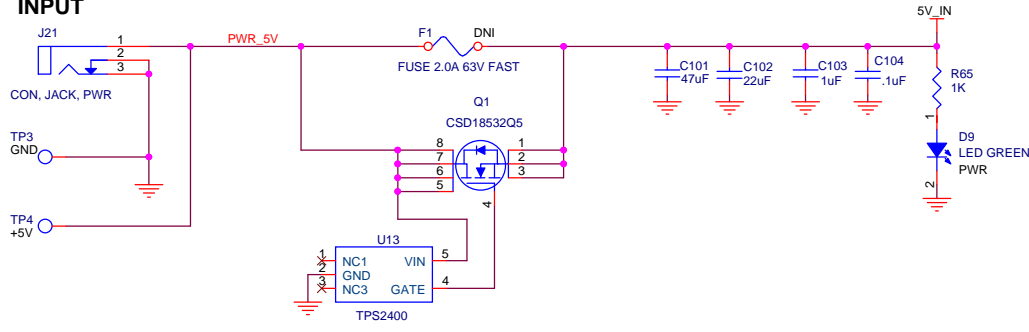 INPUT
5V_IN
J21
1
2
3
CON, JACK, PWR
PWR_5V
F1
DNI
FUSE 2.0A 63V FAST
C101
47uF
C102
22uF
C103
1uF
C104
.1uF
R65
1K
Q1
CSD18532Q5
8
7
6
5
1
2
3
4
1
D9
LED GREEN
PWR
2
TP3
GND
TP4
+5V
U13
1
2
3
NC1
GND
NC3
VIN
GATE
5
4
TPS2400